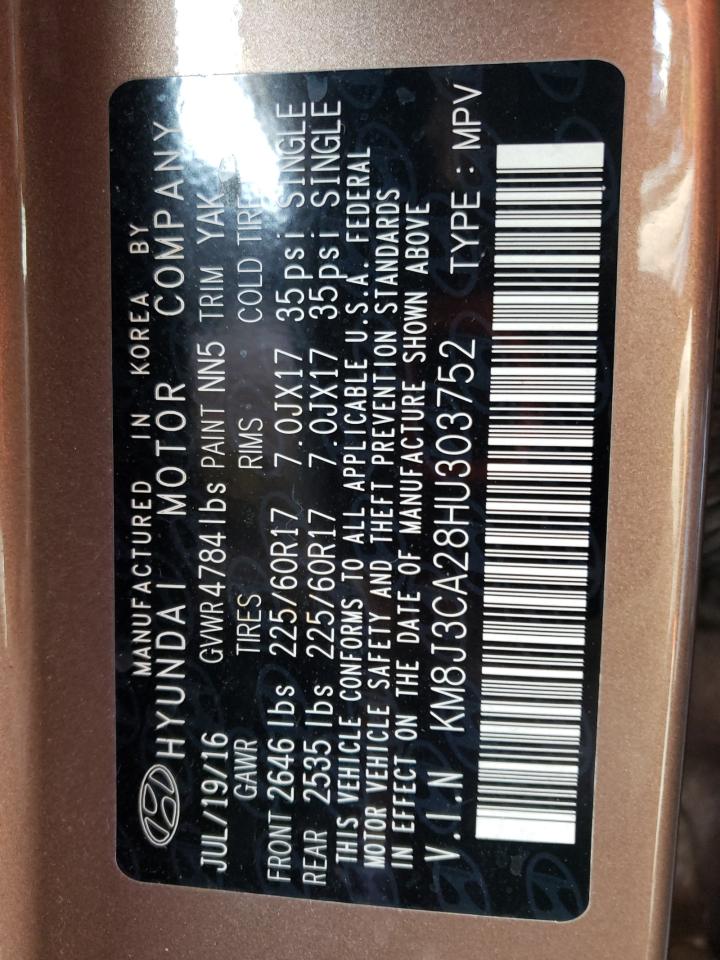 MANUFACTURED IN KOREA BY
HYUNDAI MOTOR COMPANY
JUL/19/16 GVWR 4784 lbs PAINT NN5 TRIM YAK
GAWR TIRES RIMS COLD TIRE
FRONT 2646 lbs 225/60R17 7.0JX17 35psi SINGLE
REAR 2535 lbs 225/60R17 7.0JX17 35psi SINGLE
THIS VEHICLE CONFORMS TO ALL APPLICABLE U.S.A. FEDERAL
MOTOR VEHICLE SAFETY AND THEFT PREVENTION STANDARDS
IN EFFECT ON THE DATE OF MANUFACTURE SHOWN ABOVE
V.I.N KM8J3CA28HU303752 TYPE : MPV